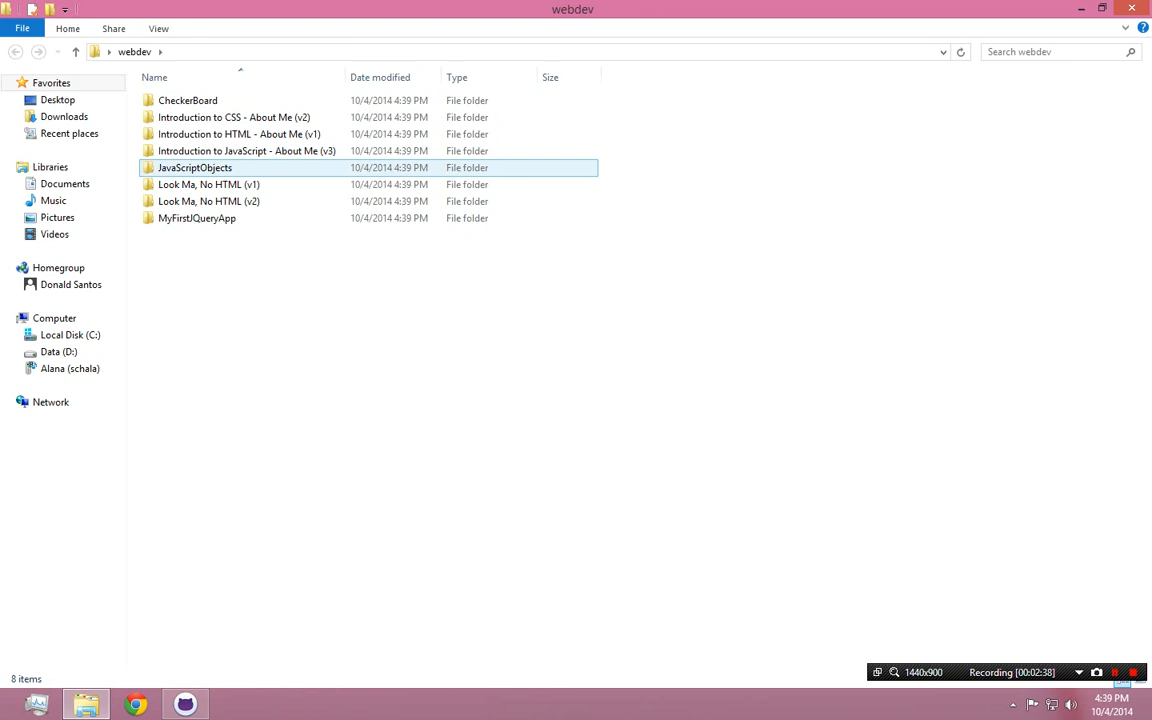 webdev
File Home Share View
webdev
Search webdev
Name Date modified Type Size
Favorites
Desktop
Downloads
Recent places
Libraries
Documents
Music
Pictures
Videos
Homegroup
Donald Santos
Computer
Local Disk (C:)
Data (D:)
Alana (schala)
Network
CheckerBoard 10/4/2014 4:39 PM File folder
Introduction to CSS - About Me (v2) 10/4/2014 4:39 PM File folder
Introduction to HTML - About Me (v1) 10/4/2014 4:39 PM File folder
Introduction to JavaScript - About Me (v3) 10/4/2014 4:39 PM File folder
JavaScriptObjects 10/4/2014 4:39 PM File folder
Look Ma, No HTML (v1) 10/4/2014 4:39 PM File folder
Look Ma, No HTML (v2) 10/4/2014 4:39 PM File folder
MyFirstJQueryApp 10/4/2014 4:39 PM File folder
8 items
1440x900 Recording [00:02:38]
4:39 PM
10/4/2014